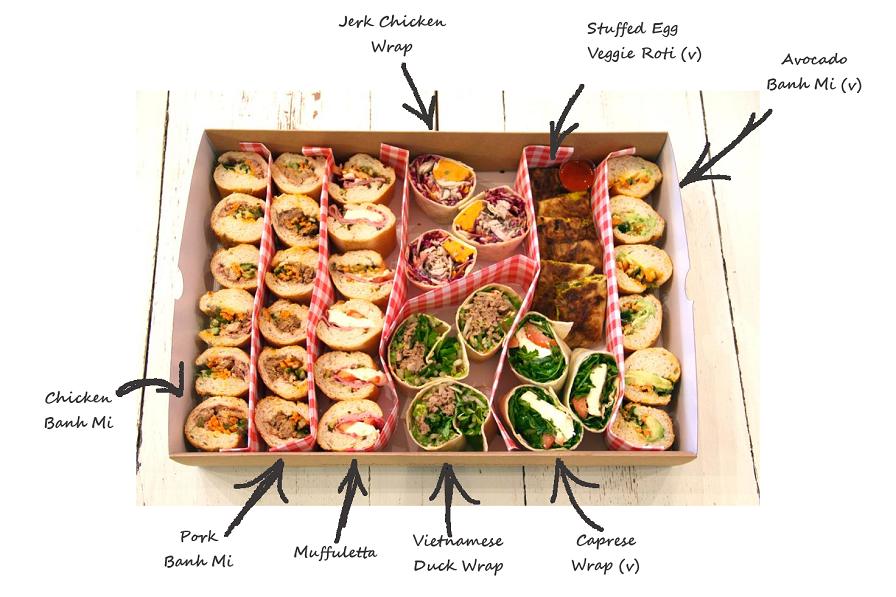 Jerk Chicken
Wrap
Stuffed Egg
Veggie Roti (v)
Avocado
Banh Mi (v)
Chicken
Banh Mi
Pork
Banh Mi
Muffuletta
Vietnamese
Duck Wrap
Caprese
Wrap (v)